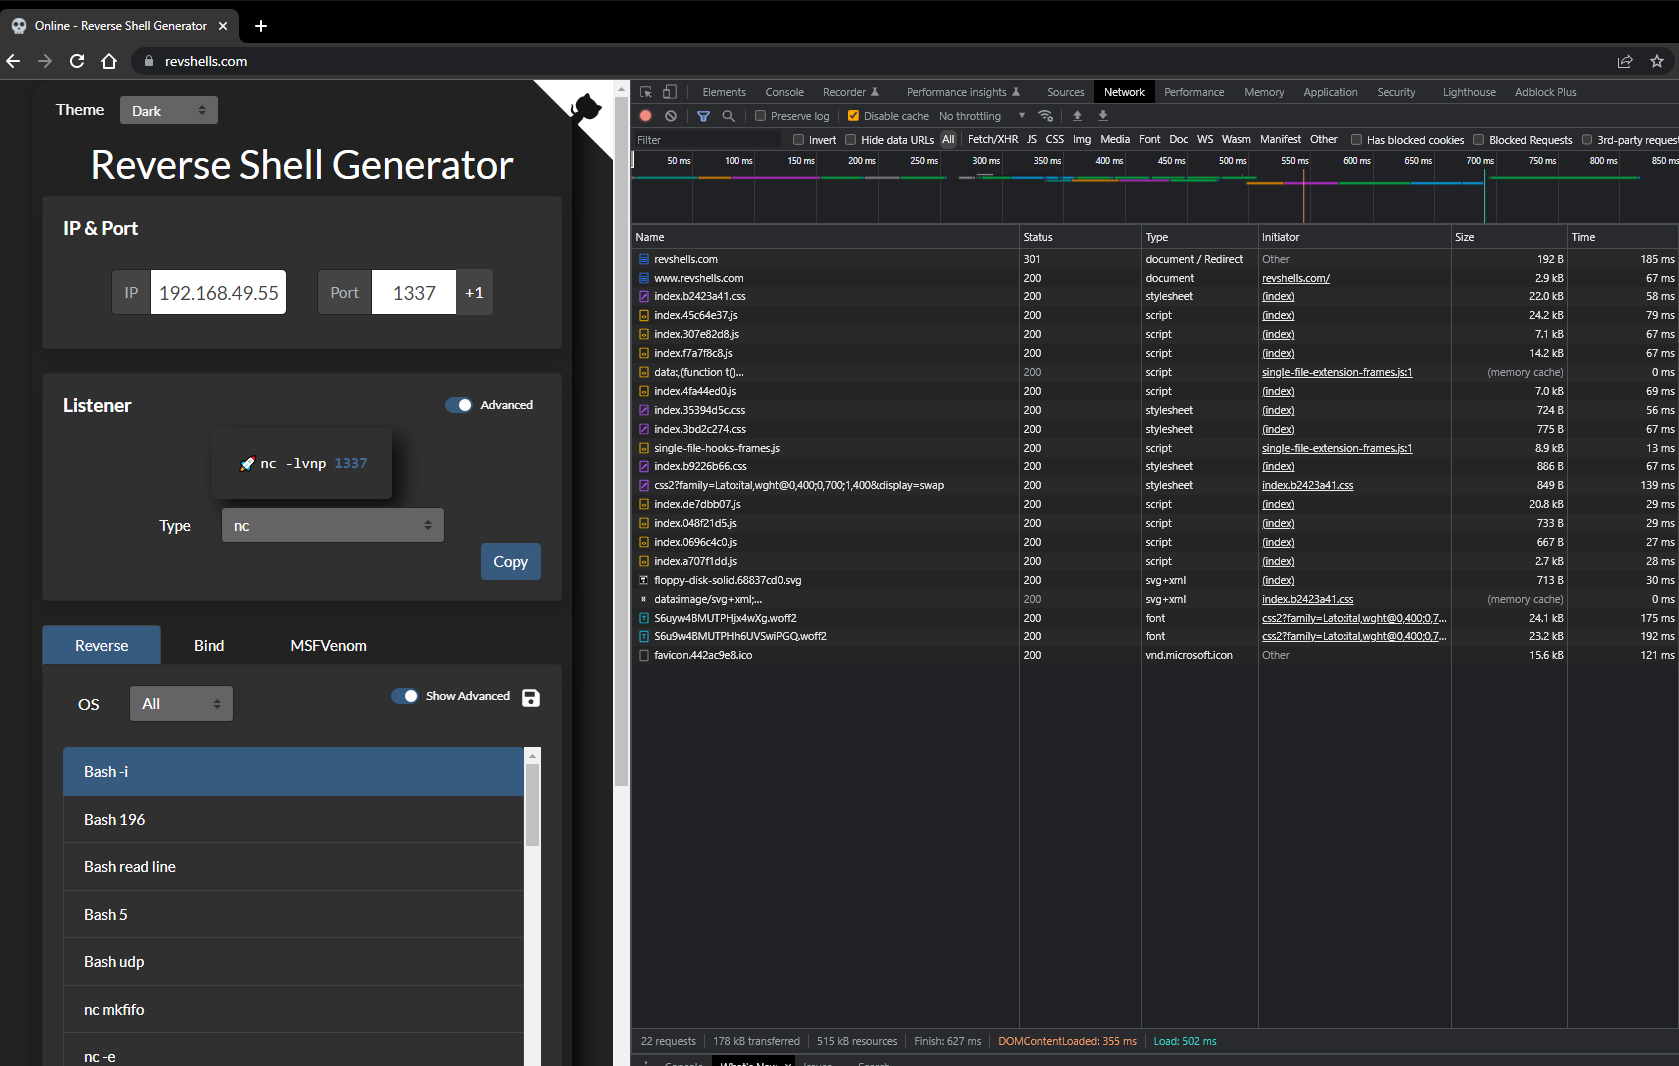 Online - Reverse Shell Generator
revshells.com
Theme Dark
Reverse Shell Generator
IP & Port
IP 192.168.49.55 Port 1337 +1
Listener Advanced
🚀 nc -lvnp 1337
Type nc
Copy
Reverse Bind MSFVenom
OS All Show Advanced
Bash -i
Bash 196
Bash read line
Bash 5
Bash udp
nc mkfifo
nc -e
Elements Console Recorder Performance insights Sources Network Performance Memory Application Security Lighthouse Adblock Plus
Preserve log Disable cache No throttling
Filter Invert Hide data URLs All Fetch/XHR JS CSS Img Media Font Doc WS Wasm Manifest Other Has blocked cookies Blocked Requests 3rd-party request
50 ms 100 ms 150 ms 200 ms 250 ms 300 ms 350 ms 400 ms 450 ms 500 ms 550 ms 600 ms 650 ms 700 ms 750 ms 800 ms 850 ms
Name Status Type Initiator Size Time
revshells.com 301 document / Redirect Other 192 B 185 ms
www.revshells.com 200 document revshells.com/ 2.9 kB 67 ms
index.b2423a41.css 200 stylesheet (index) 22.0 kB 58 ms
index.45c64e37.js 200 script (index) 24.2 kB 79 ms
index.307e82d8.js 200 script (index) 7.1 kB 67 ms
index.f7a7f8c8.js 200 script (index) 14.2 kB 67 ms
data:,(function t()... 200 script single-file-extension-frames.js:1 (memory cache) 0 ms
index.4fa44ed0.js 200 script (index) 7.0 kB 69 ms
index.35394d5c.css 200 stylesheet (index) 724 B 56 ms
index.3bd2c274.css 200 stylesheet (index) 775 B 67 ms
single-file-hooks-frames.js 200 script single-file-extension-frames.js:1 8.9 kB 13 ms
index.b9226b66.css 200 stylesheet (index) 886 B 67 ms
css2?family=Lato:ital,wght@0,400;0,700;1,400&display=swap 200 stylesheet index.b2423a41.css 849 B 139 ms
index.de7dbb07.js 200 script (index) 20.8 kB 29 ms
index.048f21d5.js 200 script (index) 733 B 29 ms
index.0696c4c0.js 200 script (index) 667 B 27 ms
index.a707f1dd.js 200 script (index) 2.7 kB 28 ms
floppy-disk-solid.68837cd0.svg 200 svg+xml (index) 713 B 30 ms
data:image/svg+xml;... 200 svg+xml index.b2423a41.css (memory cache) 0 ms
S6uyw4BMUTPHjx4wXg.woff2 200 font css2?family=Lato:ital,wght@0,400;0,7... 24.1 kB 175 ms
S6u9w4BMUTPHh6UVSwiPGQ.woff2 200 font css2?family=Lato:ital,wght@0,400;0,7... 23.2 kB 192 ms
favicon.442ac9e8.ico 200 vnd.microsoft.icon Other 15.6 kB 121 ms
22 requests 178 kB transferred 515 kB resources Finish: 627 ms DOMContentLoaded: 355 ms Load: 502 ms
Console What's New Issues Search